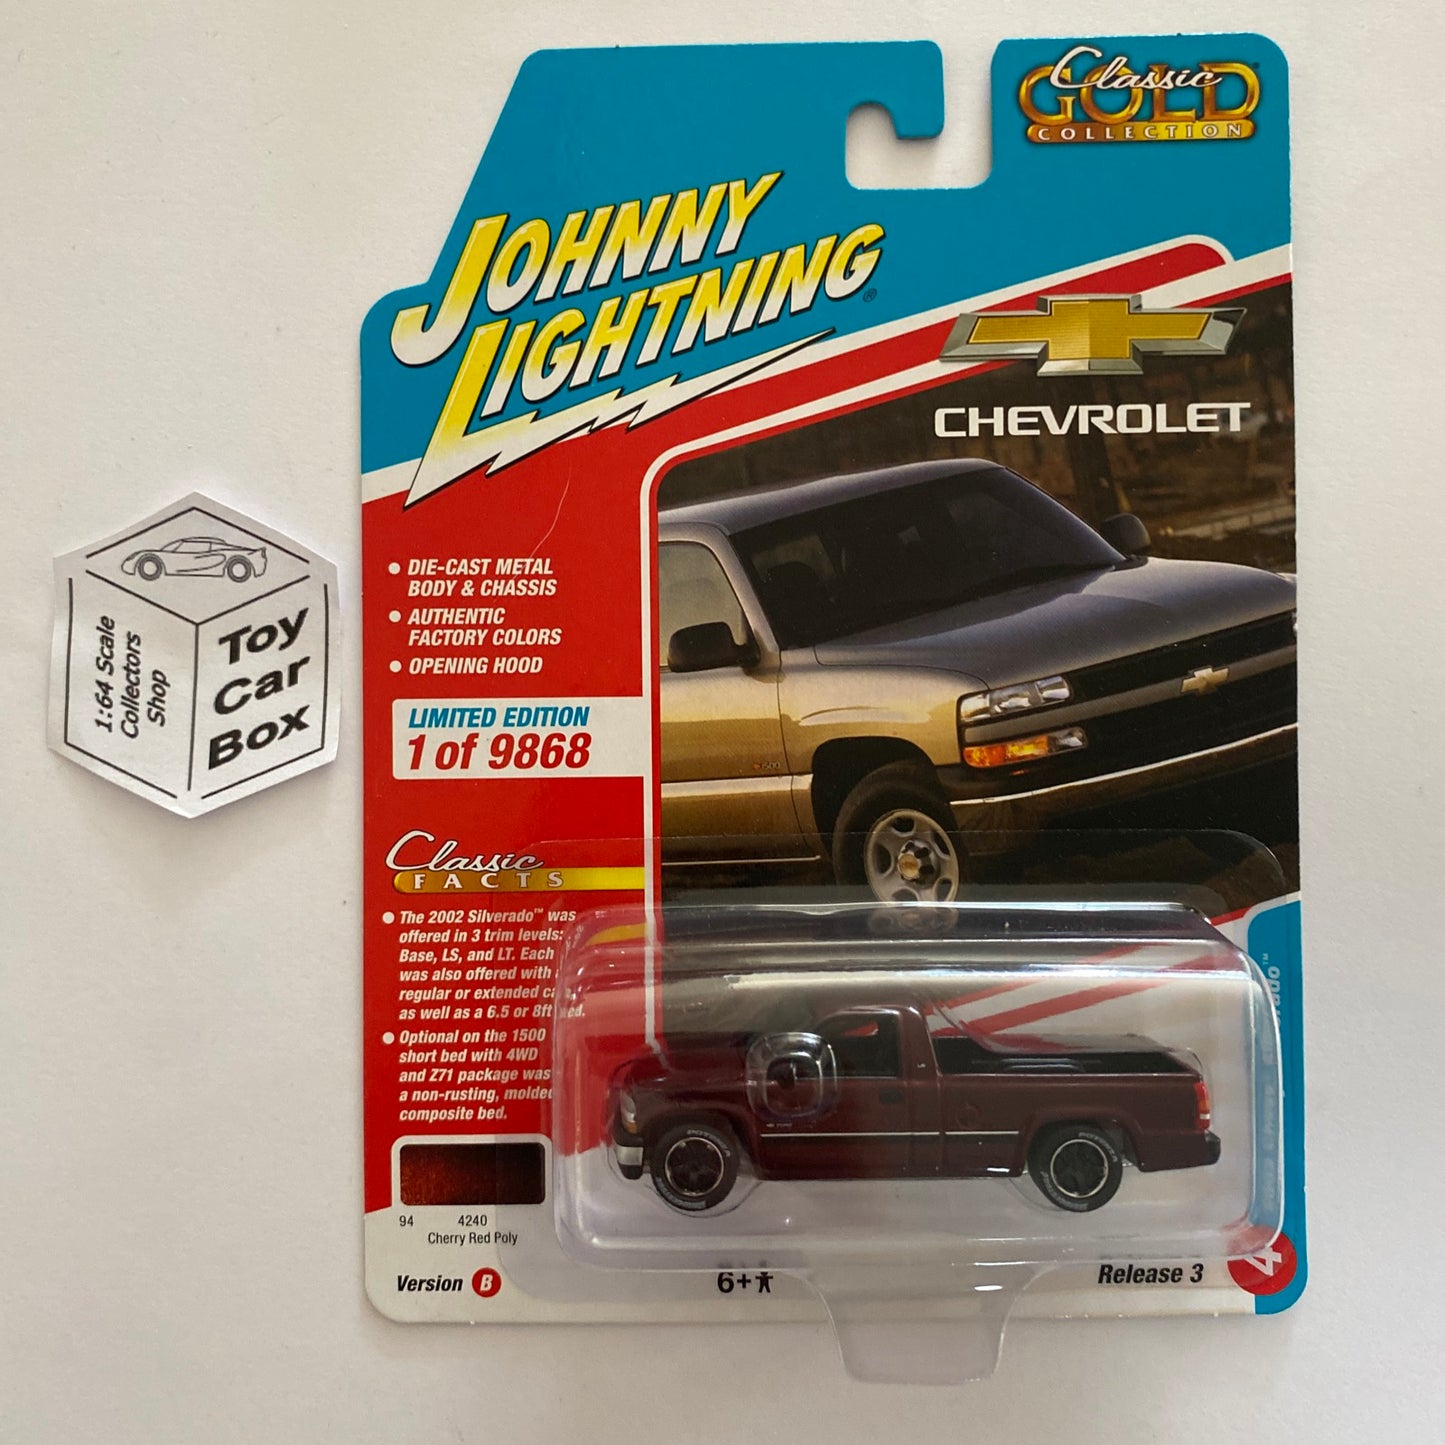 Classic
GOLD
COLLECTION
JOHNNY
LIGHTNING®
CHEVROLET
DIE-CAST METAL
BODY & CHASSIS
AUTHENTIC
FACTORY COLORS
OPENING HOOD
LIMITED EDITION
1 of 9868
1:64 Scale
Collectors
Shop
Toy
Car
Box
1500
Classic
FACTS
The 2002 Silverado™ was
offered in 3 trim levels:
Base, LS, and LT. Each
was also offered with
regular or extended
as well as a 6.5 or 8ft
Optional on the 1500
short bed with 4WD
and Z71 package was
a non-rusting, molded
composite bed.
94 4240
Cherry Red Poly
Version B
6+
Release 3
4